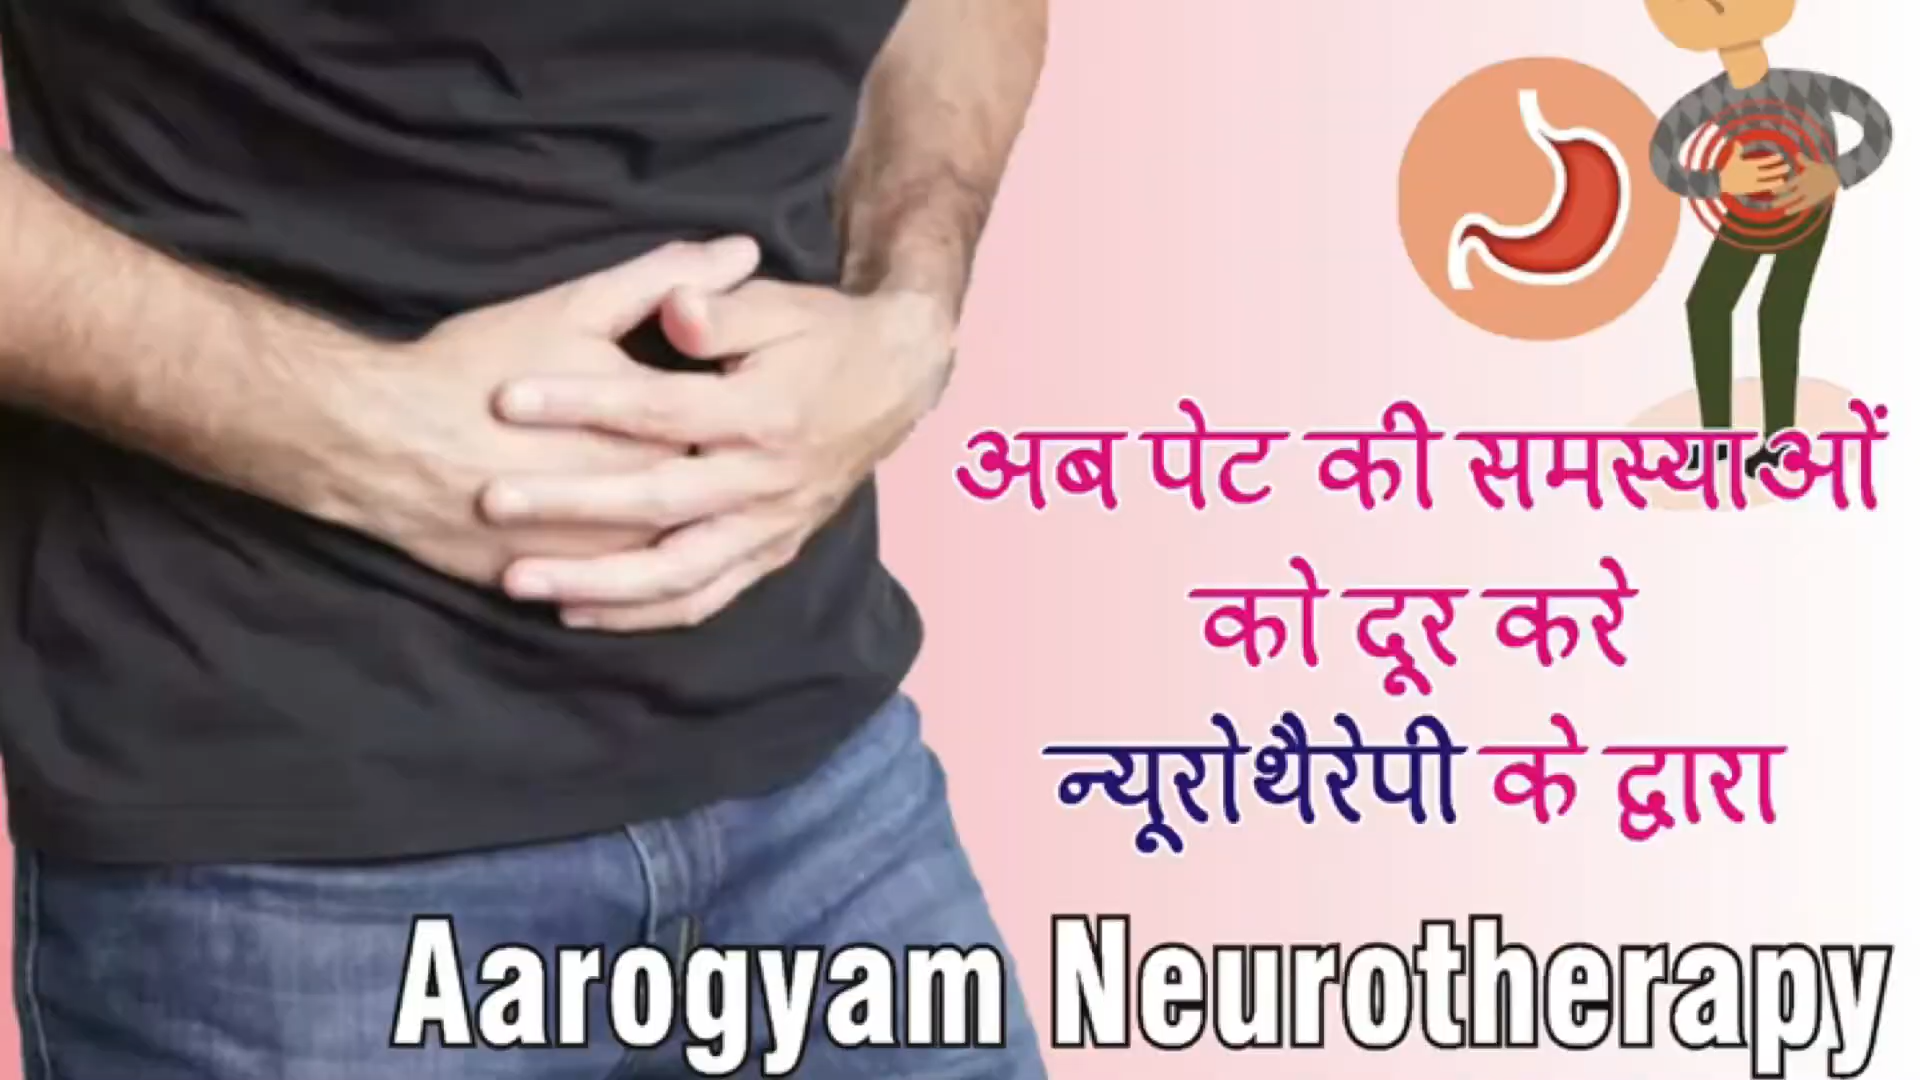 अब पेट की समस्याओं
को दूर करे
न्यूरोथैरेपी के द्वारा
Aarogyam Neurotherapy